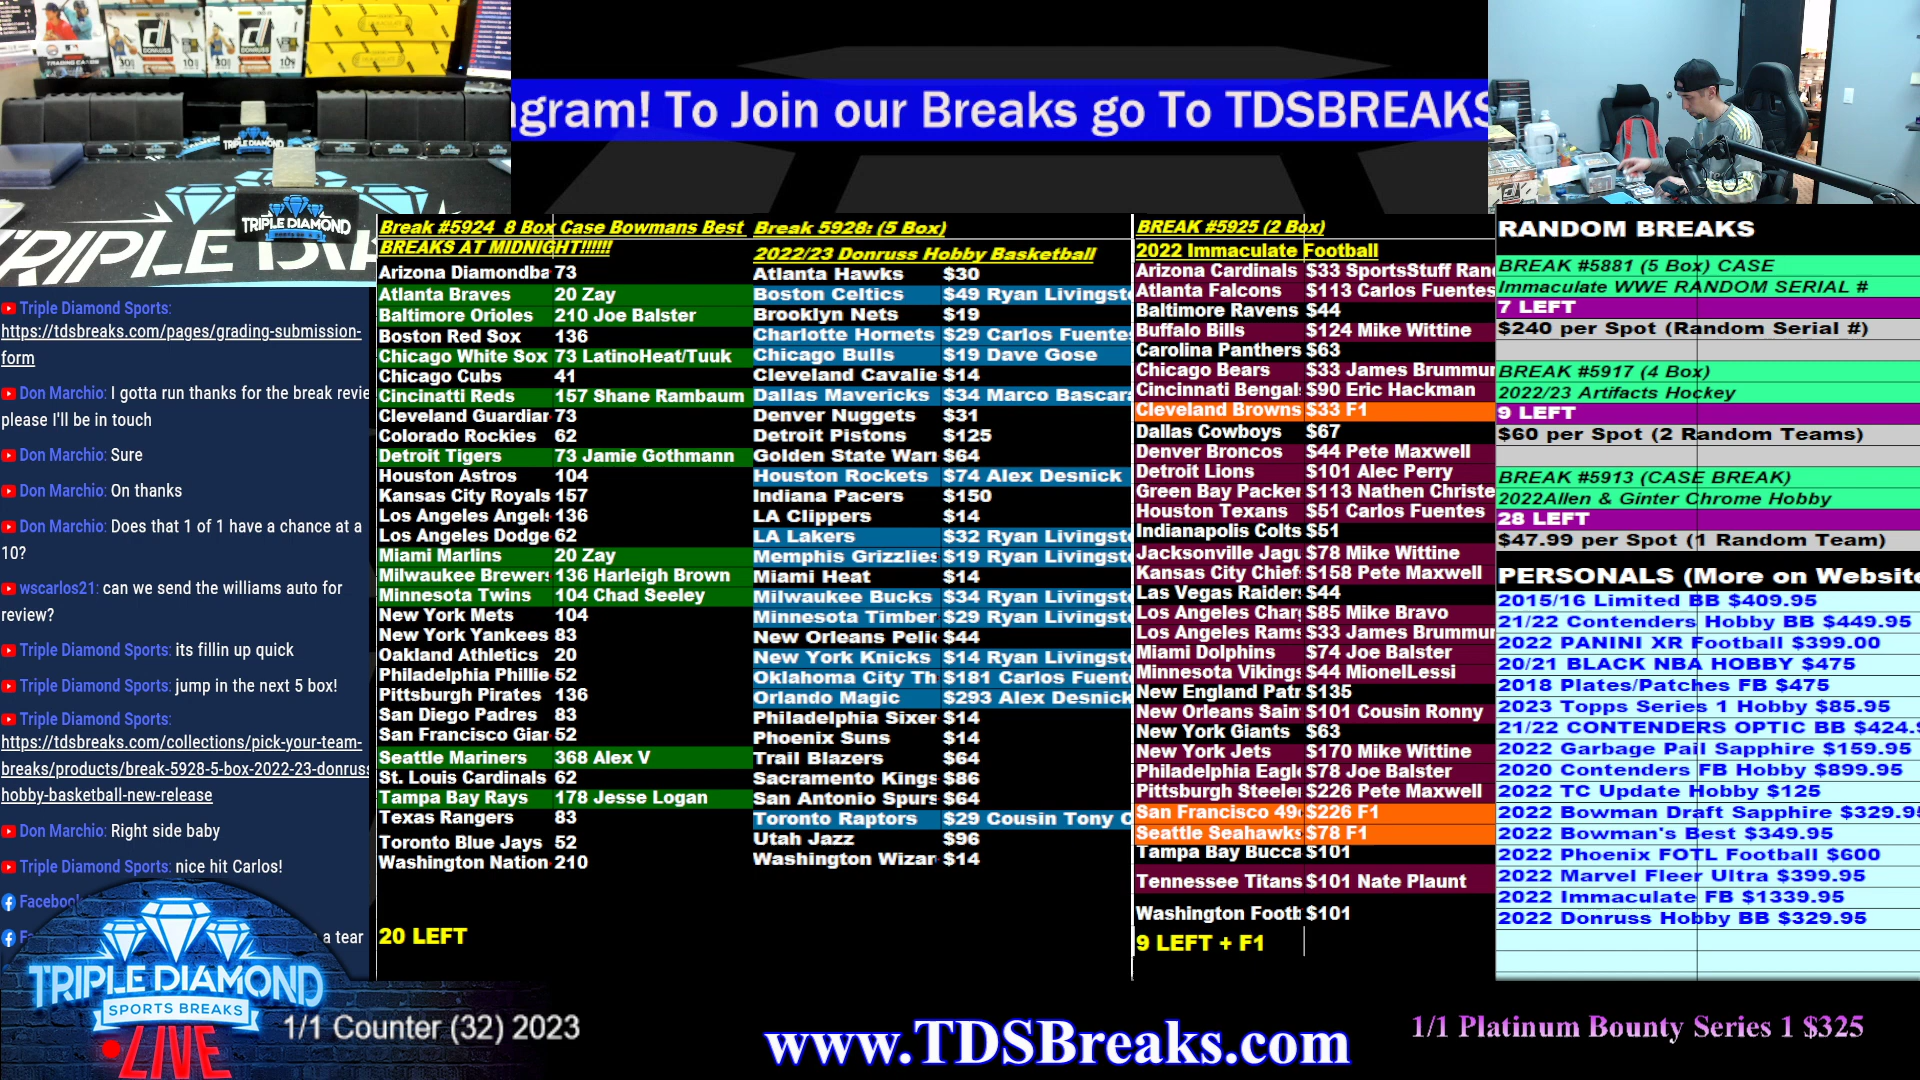 agram! To Join our Breaks go To TDSBREAKS
DONRUSS
TRIPLE DIAMOND
TRIPLE DI
Triple Diamond Sports:
https://tdsbreaks.com/pages/grading-submission-
form
Don Marchio: I gotta run thanks for the break revie
please I'll be in touch
Don Marchio: Sure
Don Marchio: On thanks
Don Marchio: Does that 1 of 1 have a chance at a
10?
wscarlos21: can we send the williams auto for
review?
Triple Diamond Sports: its fillin up quick
Triple Diamond Sports: jump in the next 5 box!
Triple Diamond Sports:
https://tdsbreaks.com/collections/pick-your-team-
breaks/products/break-5928-5-box-2022-23-donruss
hobby-basketball-new-release
Don Marchio: Right side baby
Triple Diamond Sports: nice hit Carlos!
Facebool
Fa
a tear
Break #5924 8 Box Case Bowmans Best
BREAKS AT MIDNIGHT!!!!!!
Arizona Diamondba 73
Atlanta Braves 20 Zay
Baltimore Orioles 210 Joe Balster
Boston Red Sox 136
Chicago White Sox 73 LatinoHeat/Tuuk
Chicago Cubs 41
Cincinatti Reds 157 Shane Rambaum
Cleveland Guardian 73
Colorado Rockies 62
Detroit Tigers 73 Jamie Gothmann
Houston Astros 104
Kansas City Royals 157
Los Angeles Angels 136
Los Angeles Dodge 62
Miami Marlins 20 Zay
Milwaukee Brewers 136 Harleigh Brown
Minnesota Twins 104 Chad Seeley
New York Mets 104
New York Yankees 83
Oakland Athletics 20
Philadelphia Phillie 52
Pittsburgh Pirates 136
San Diego Padres 83
San Francisco Gian 52
Seattle Mariners 368 Alex V
St. Louis Cardinals 62
Tampa Bay Rays 178 Jesse Logan
Texas Rangers 83
Toronto Blue Jays 52
Washington Nation 210
20 LEFT
Break 5928: (5 Box)
2022/23 Donruss Hobby Basketball
Atlanta Hawks $30
Boston Celtics $49 Ryan Livingsto
Brooklyn Nets $19
Charlotte Hornets $29 Carlos Fuentes
Chicago Bulls $19 Dave Gose
Cleveland Cavalie $14
Dallas Mavericks $34 Marco Bascara
Denver Nuggets $31
Detroit Pistons $125
Golden State Warr $64
Houston Rockets $74 Alex Desnick
Indiana Pacers $150
LA Clippers $14
LA Lakers $32 Ryan Livingsto
Memphis Grizzlies $19 Ryan Livingsto
Miami Heat $14
Milwaukee Bucks $34 Ryan Livingsto
Minnesota Timber $29 Ryan Livingsto
New Orleans Pelic $44
New York Knicks $14 Ryan Livingsto
Oklahoma City Th $181 Carlos Fuente
Orlando Magic $293 Alex Desnick
Philadelphia Sixer $14
Phoenix Suns $14
Trail Blazers $64
Sacramento Kings $86
San Antonio Spurs $64
Toronto Raptors $29 Cousin Tony C
Utah Jazz $96
Washington Wizar $14
BREAK #5925 (2 Box)
2022 Immaculate Football
Arizona Cardinals $33 SportsStuff Ran
Atlanta Falcons $113 Carlos Fuentes
Baltimore Ravens $44
Buffalo Bills $124 Mike Wittine
Carolina Panthers $63
Chicago Bears $33 James Brummun
Cincinnati Bengals $90 Eric Hackman
Cleveland Browns $33 F1
Dallas Cowboys $67
Denver Broncos $44 Pete Maxwell
Detroit Lions $101 Alec Perry
Green Bay Packer $113 Nathen Christe
Houston Texans $51 Carlos Fuentes
Indianapolis Colts $51
Jacksonville Jagu $78 Mike Wittine
Kansas City Chief $158 Pete Maxwell
Las Vegas Raider $44
Los Angeles Charg $85 Mike Bravo
Los Angeles Rams $33 James Brummun
Miami Dolphins $74 Joe Balster
Minnesota Vikings $44 MionelLessi
New England Patr $135
New Orleans Sain $101 Cousin Ronny
New York Giants $63
New York Jets $170 Mike Wittine
Philadelphia Eagl $78 Joe Balster
Pittsburgh Steeler $226 Pete Maxwell
San Francisco 49 $226 F1
Seattle Seahawks $78 F1
Tampa Bay Bucca $101
Tennessee Titans $101 Nate Plaunt
Washington Footb $101
9 LEFT + F1
RANDOM BREAKS
BREAK #5881 (5 Box) CASE
Immaculate WWE RANDOM SERIAL #
7 LEFT
$240 per Spot (Random Serial #)
BREAK #5917 (4 Box)
2022/23 Artifacts Hockey
9 LEFT
$60 per Spot (2 Random Teams)
BREAK #5913 (CASE BREAK)
2022Allen & Ginter Chrome Hobby
28 LEFT
$47.99 per Spot (1 Random Team)
PERSONALS (More on Website
2015/16 Limited BB $409.95
21/22 Contenders Hobby BB $449.95
2022 PANINI XR Football $399.00
20/21 BLACK NBA HOBBY $475
2018 Plates/Patches FB $475
2023 Topps Series 1 Hobby $85.95
21/22 CONTENDERS OPTIC BB $424.9
2022 Garbage Pail Sapphire $159.95
2020 Contenders FB Hobby $899.95
2022 TC Update Hobby $125
2022 Bowman Draft Sapphire $329.95
2022 Bowman's Best $349.95
2022 Phoenix FOTL Football $600
2022 Marvel Fleer Ultra $399.95
2022 Immaculate FB $1339.95
2022 Donruss Hobby BB $329.95
TRIPLE DIAMOND
SPORTS BREAKS
LIVE
1/1 Counter (32) 2023
www.TDSBreaks.com
1/1 Platinum Bounty Series 1 $325